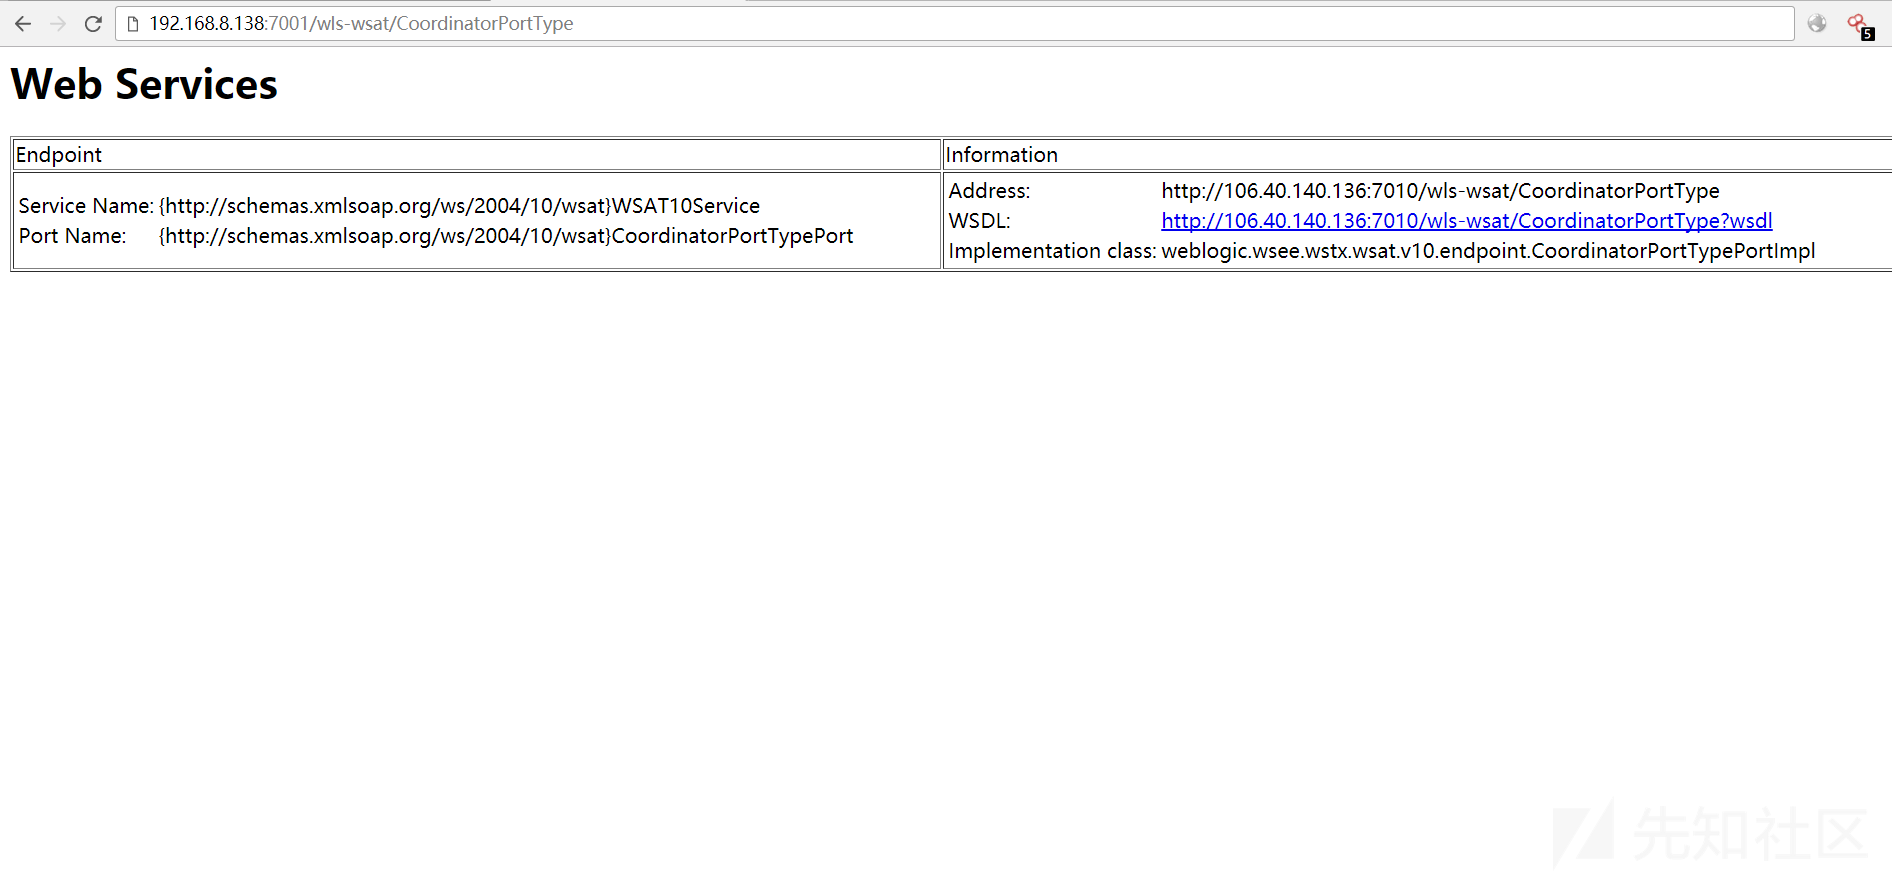 192.168.8.138:7001/wls-wsat/CoordinatorPortType
5
Web Services
Endpoint Information
Service Name: {http://schemas.xmlsoap.org/ws/2004/10/wsat}WSAT10Service
Port Name: {http://schemas.xmlsoap.org/ws/2004/10/wsat}CoordinatorPortTypePort
Address: http://106.40.140.136:7010/wls-wsat/CoordinatorPortType
WSDL: http://106.40.140.136:7010/wls-wsat/CoordinatorPortType?wsdl
Implementation class: weblogic.wsee.wstx.wsat.v10.endpoint.CoordinatorPortTypePortImpl
先知社区